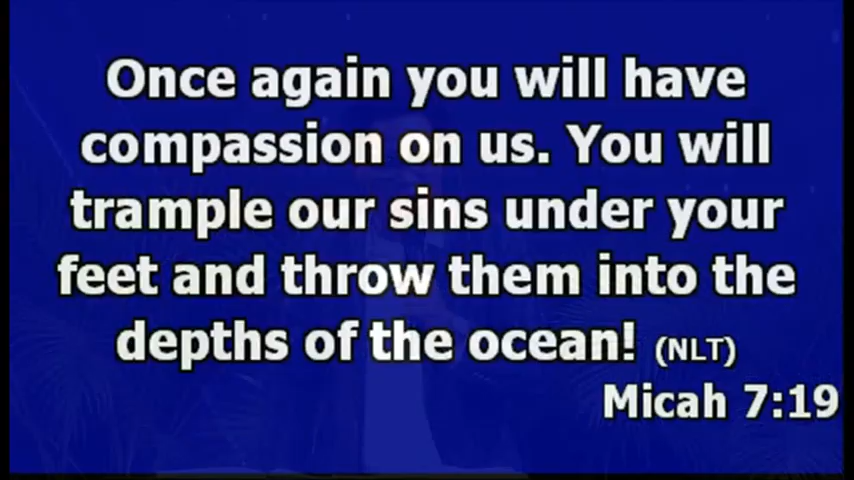 Once again you will have
compassion on us. You will
trample our sins under your
feet and throw them into the
depths of the ocean! (NLT)
Micah 7:19